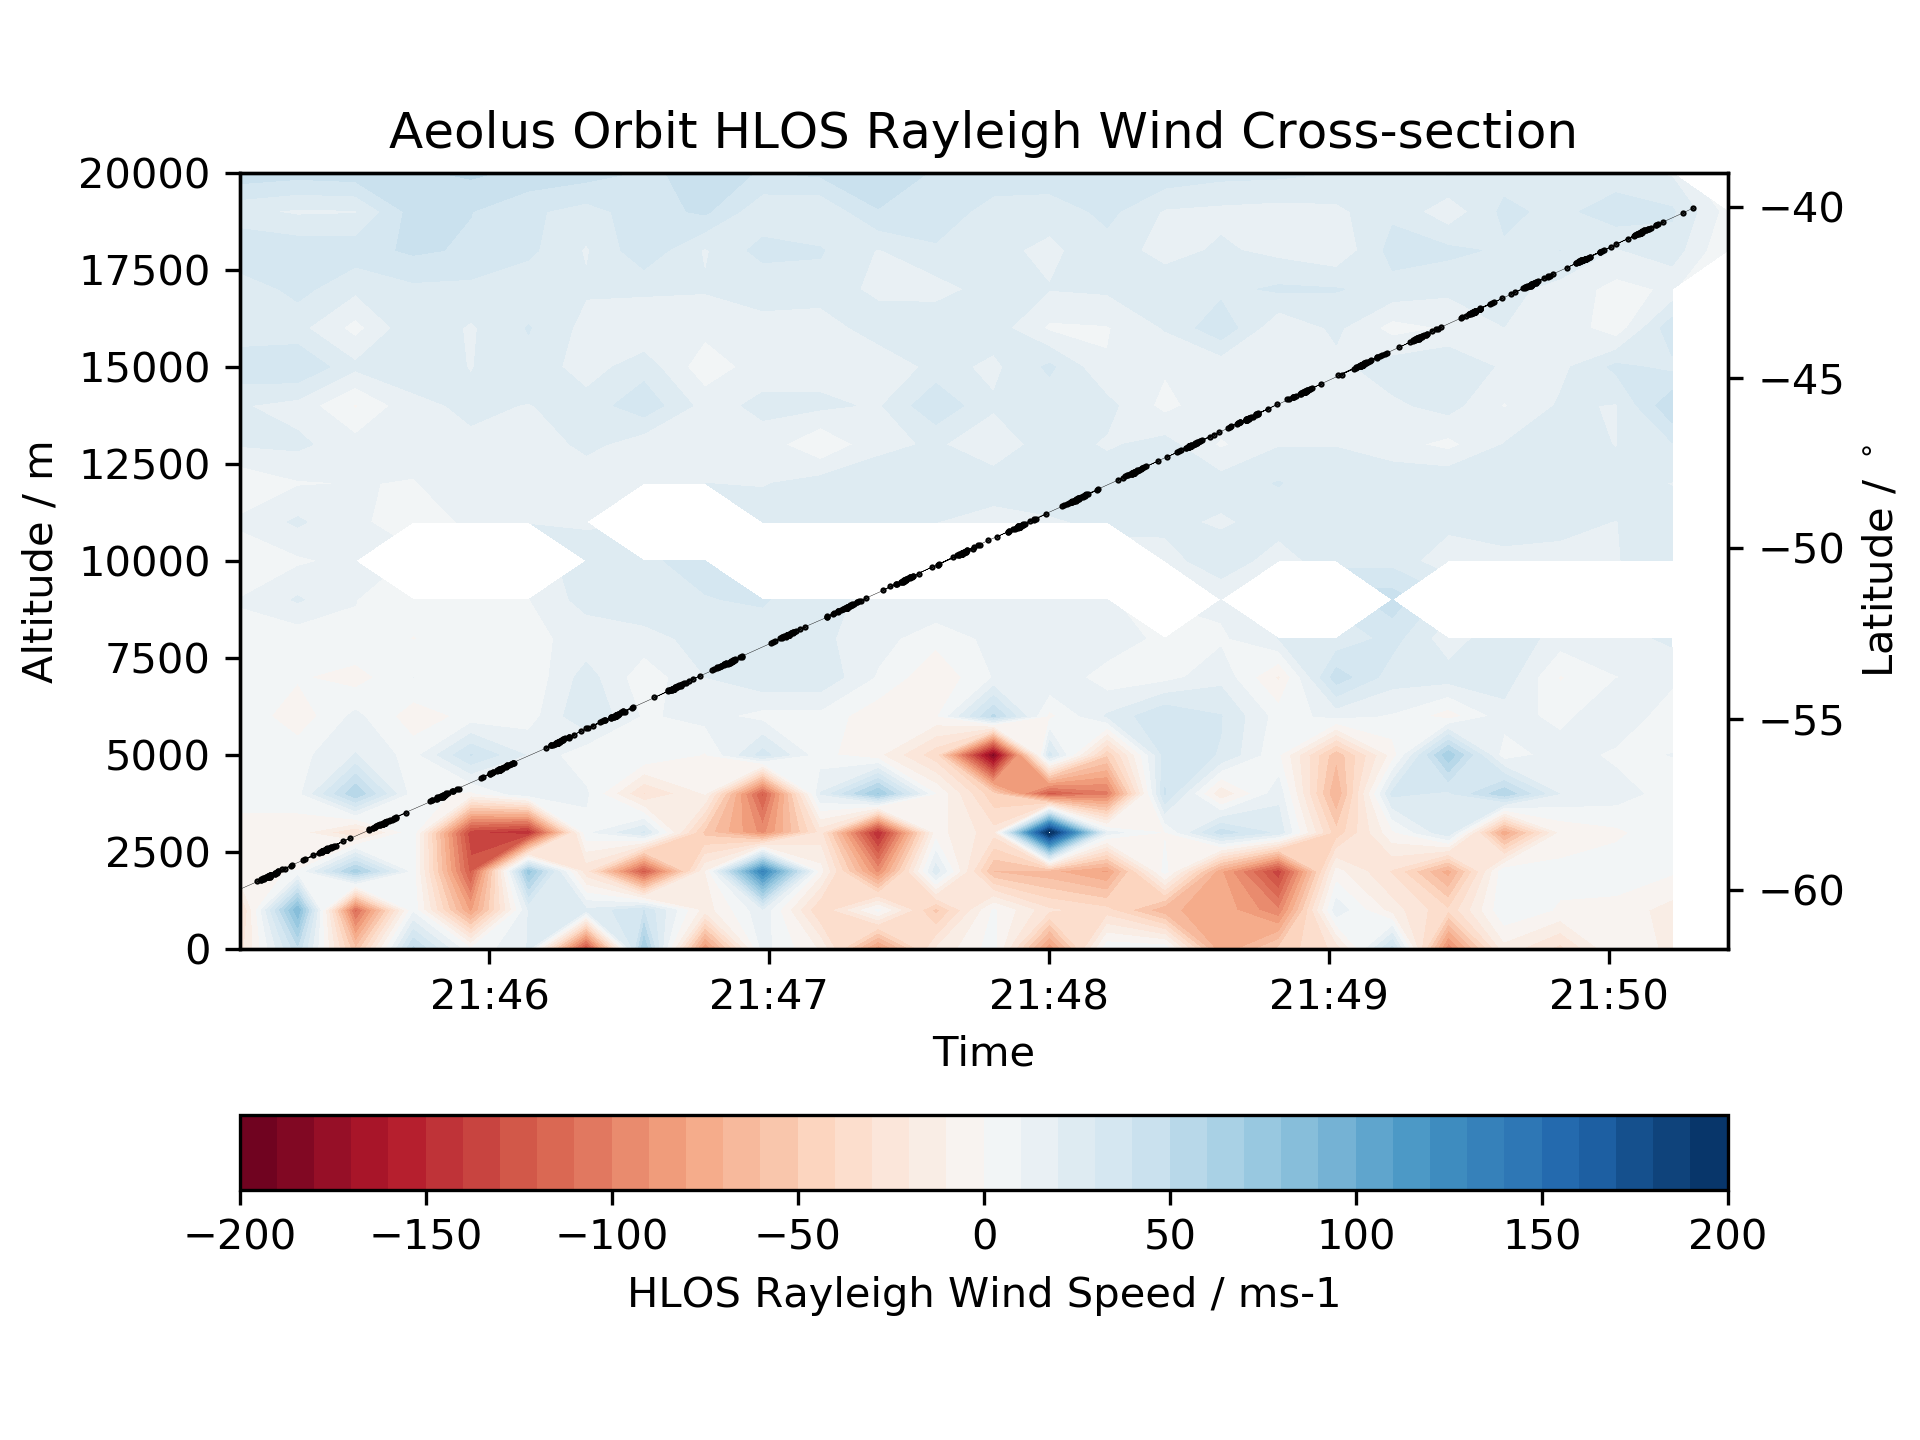 Aeolus Orbit HLOS Rayleigh Wind Cross-section
20000
17500
15000
12500
10000
7500
5000
2500
0
Altitude / m
−40
−45
−50
−55
−60
Latitude / °
21:46 21:47 21:48 21:49 21:50
Time
−200 −150 −100 −50 0 50 100 150 200
HLOS Rayleigh Wind Speed / ms-1